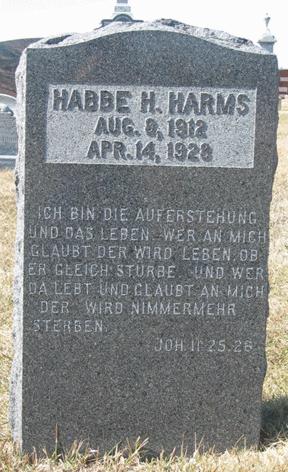 HABBE H. HARMS
AUG. 8, 1912
APR. 14, 1928
ICH BIN DIE AUFERSTEHUNG
UND DAS LEBEN. WER AN MICH
GLAUBT DER WIRD LEBEN, OB
ER GLEICH STURBE. UND WER
DA LEBT UND GLAUBT AN MICH
DER WIRD NIMMERMEHR
STERBEN.
JOH. 11 25-26